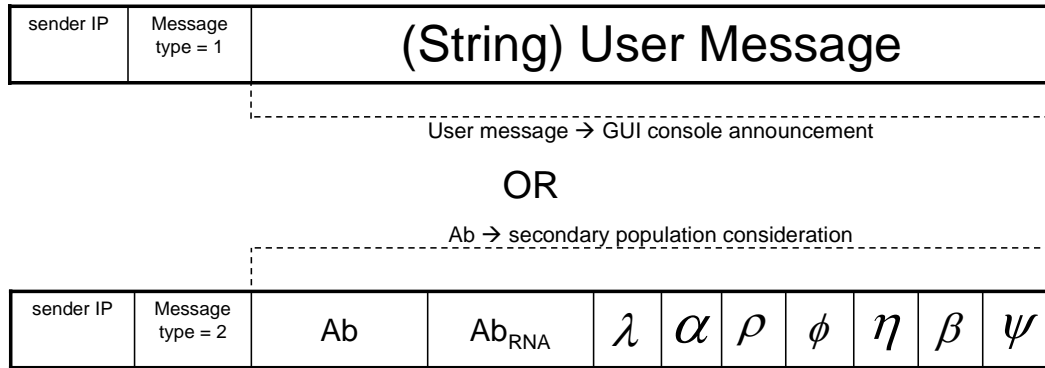 sender IP
Message
type = 1
(String) User Message
User message → GUI console announcement
OR
Ab → secondary population consideration
sender IP
Message
type = 2
Ab
Ab_RNA
λ
α
ρ
ϕ
η
β
ψ